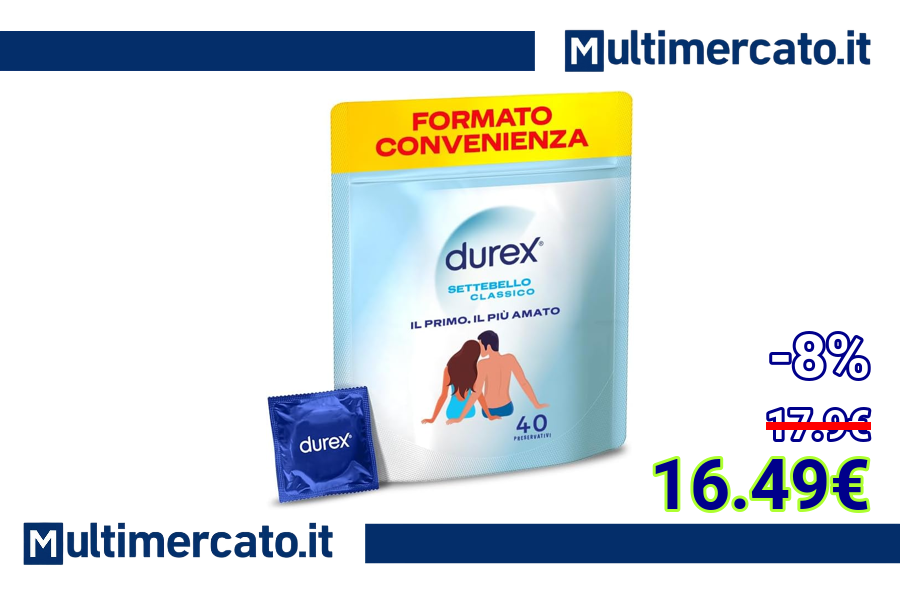 Multimercato.it
FORMATO
CONVENIENZA
durex®
SETTEBELLO
CLASSICO
IL PRIMO. IL PIÙ AMATO
40
PRESERVATIVI
durex®
-8%
17.9€
16.49€
Multimercato.it